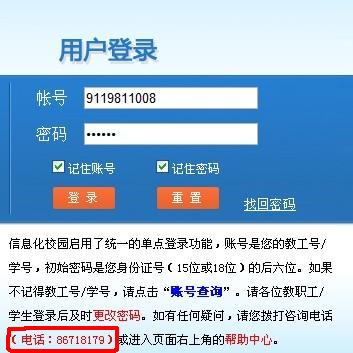 用户登录
帐号 9119811008
密码 ••••••
记住账号 记住密码
登 录 重 置 找回密码
信息化校园启用了统一的单点登录功能，账号是您的教工号/
学号，初始密码是您身份证号（15位或18位）的后六位。如果
不记得教工号/学号，请点击“账号查询”。请各位教职工/
学生登录后及时更改密码。如有任何疑问，请您拨打咨询电话
（电话：86718179）或进入页面右上角的帮助中心。